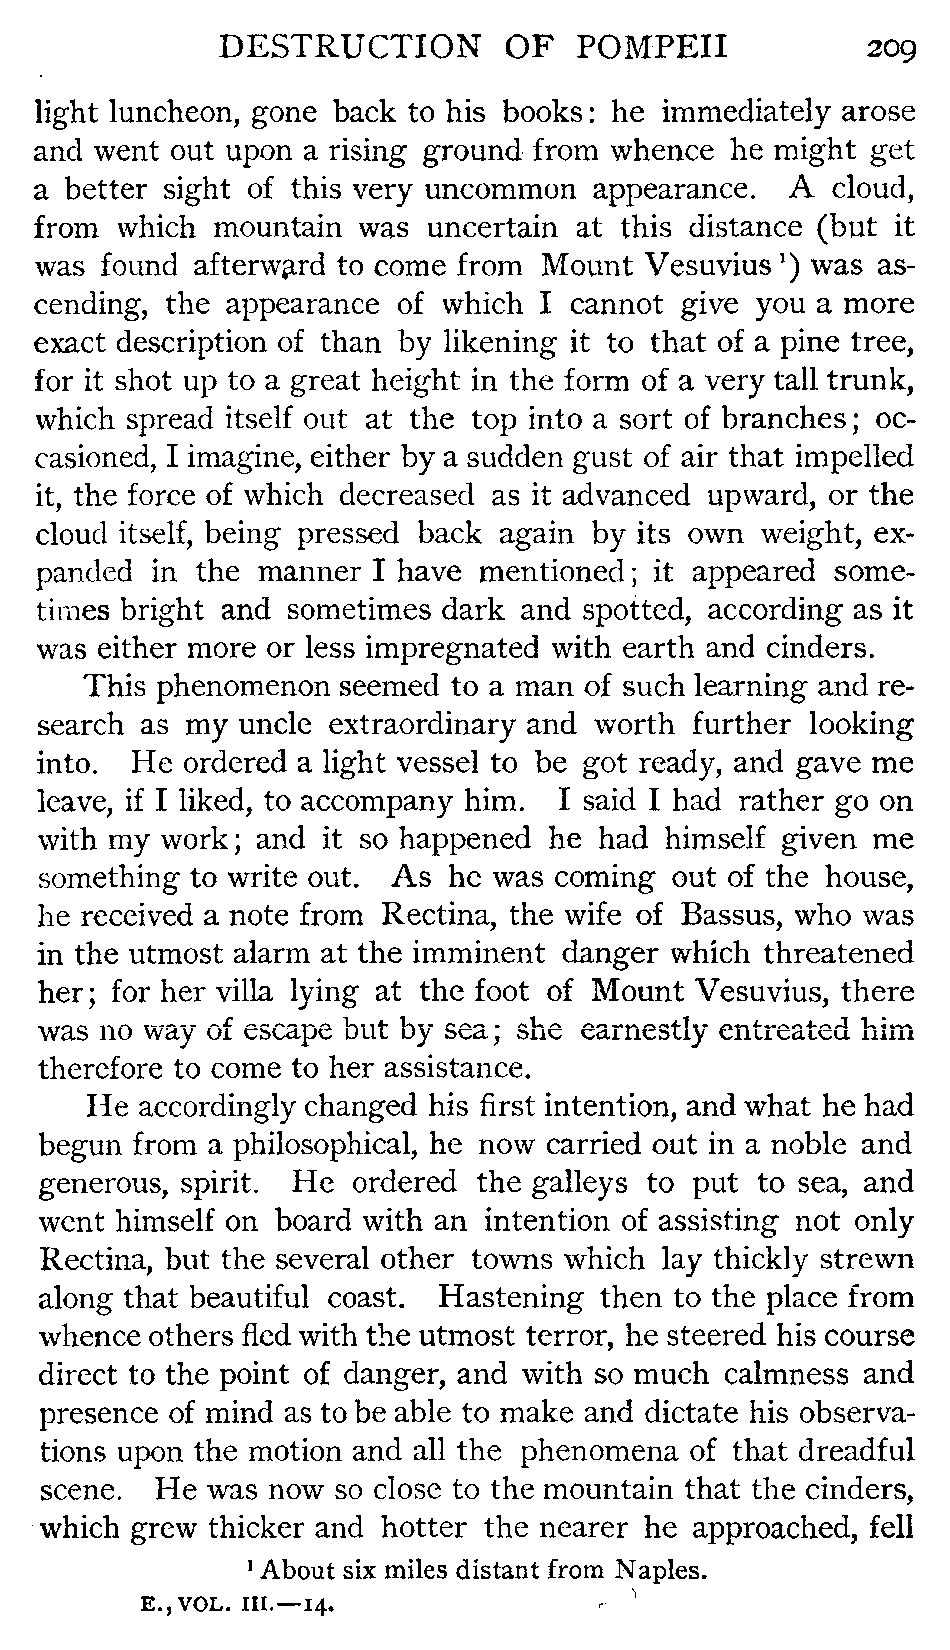 DESTRUCTION OF POMPEII 209
light luncheon, gone back to his books: he immediately arose
and went out upon a rising ground from whence he might get
a better sight of this very uncommon appearance. A cloud,
from which mountain was uncertain at this distance (but it
was found afterward to come from Mount Vesuvius¹) was as-
cending, the appearance of which I cannot give you a more
exact description of than by likening it to that of a pine tree,
for it shot up to a great height in the form of a very tall trunk,
which spread itself out at the top into a sort of branches; oc-
casioned, I imagine, either by a sudden gust of air that impelled
it, the force of which decreased as it advanced upward, or the
cloud itself, being pressed back again by its own weight, ex-
panded in the manner I have mentioned; it appeared some-
times bright and sometimes dark and spotted, according as it
was either more or less impregnated with earth and cinders.
This phenomenon seemed to a man of such learning and re-
search as my uncle extraordinary and worth further looking
into. He ordered a light vessel to be got ready, and gave me
leave, if I liked, to accompany him. I said I had rather go on
with my work; and it so happened he had himself given me
something to write out. As he was coming out of the house,
he received a note from Rectina, the wife of Bassus, who was
in the utmost alarm at the imminent danger which threatened
her; for her villa lying at the foot of Mount Vesuvius, there
was no way of escape but by sea; she earnestly entreated him
therefore to come to her assistance.
He accordingly changed his first intention, and what he had
begun from a philosophical, he now carried out in a noble and
generous, spirit. He ordered the galleys to put to sea, and
went himself on board with an intention of assisting not only
Rectina, but the several other towns which lay thickly strewn
along that beautiful coast. Hastening then to the place from
whence others fled with the utmost terror, he steered his course
direct to the point of danger, and with so much calmness and
presence of mind as to be able to make and dictate his observa-
tions upon the motion and all the phenomena of that dreadful
scene. He was now so close to the mountain that the cinders,
which grew thicker and hotter the nearer he approached, fell
¹ About six miles distant from Naples.
E., VOL. III.—14.